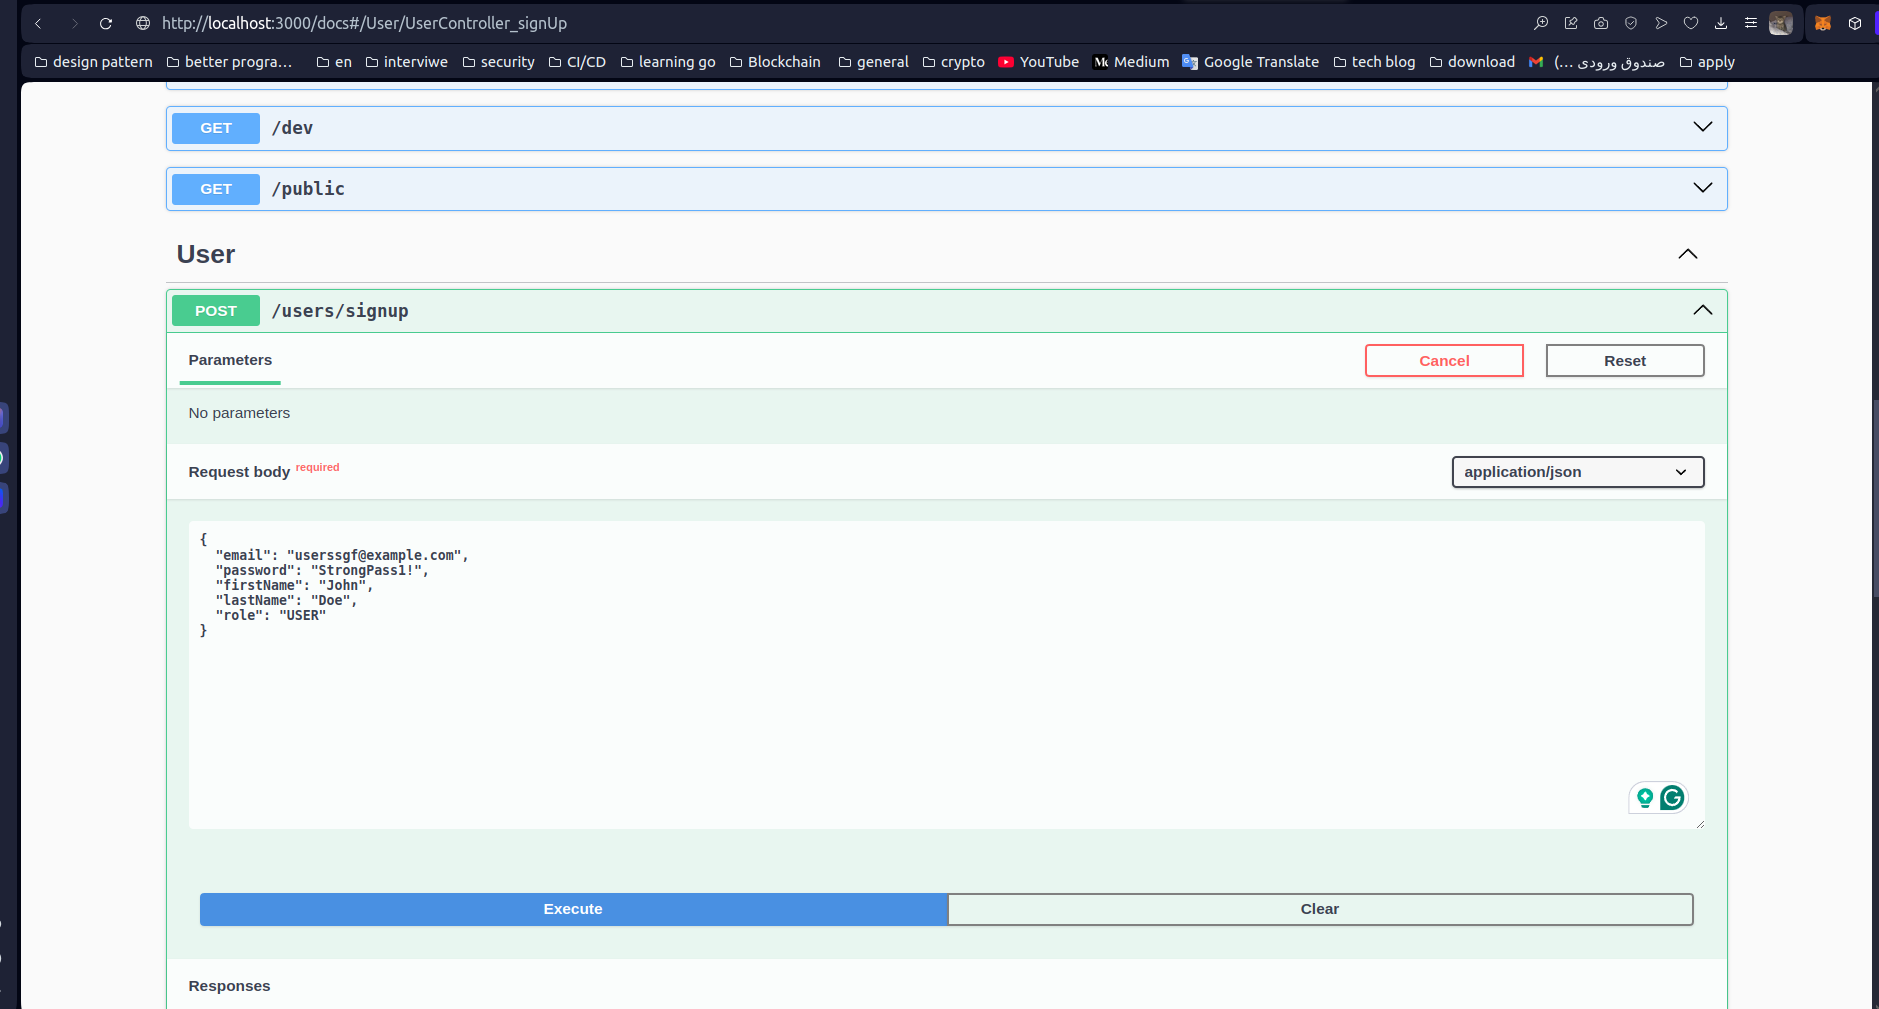 http://localhost:3000/docs#/User/UserController_signUp
design pattern better progra... en interviwe security CI/CD learning go Blockchain general crypto YouTube Medium Google Translate tech blog download صندوق ورودی ...) apply
GET /dev
GET /public
User
POST /users/signup
Parameters Cancel Reset
No parameters
Request body required application/json
{
"email": "userssgf@example.com",
"password": "StrongPass1!",
"firstName": "John",
"lastName": "Doe",
"role": "USER"
}
Execute Clear
Responses